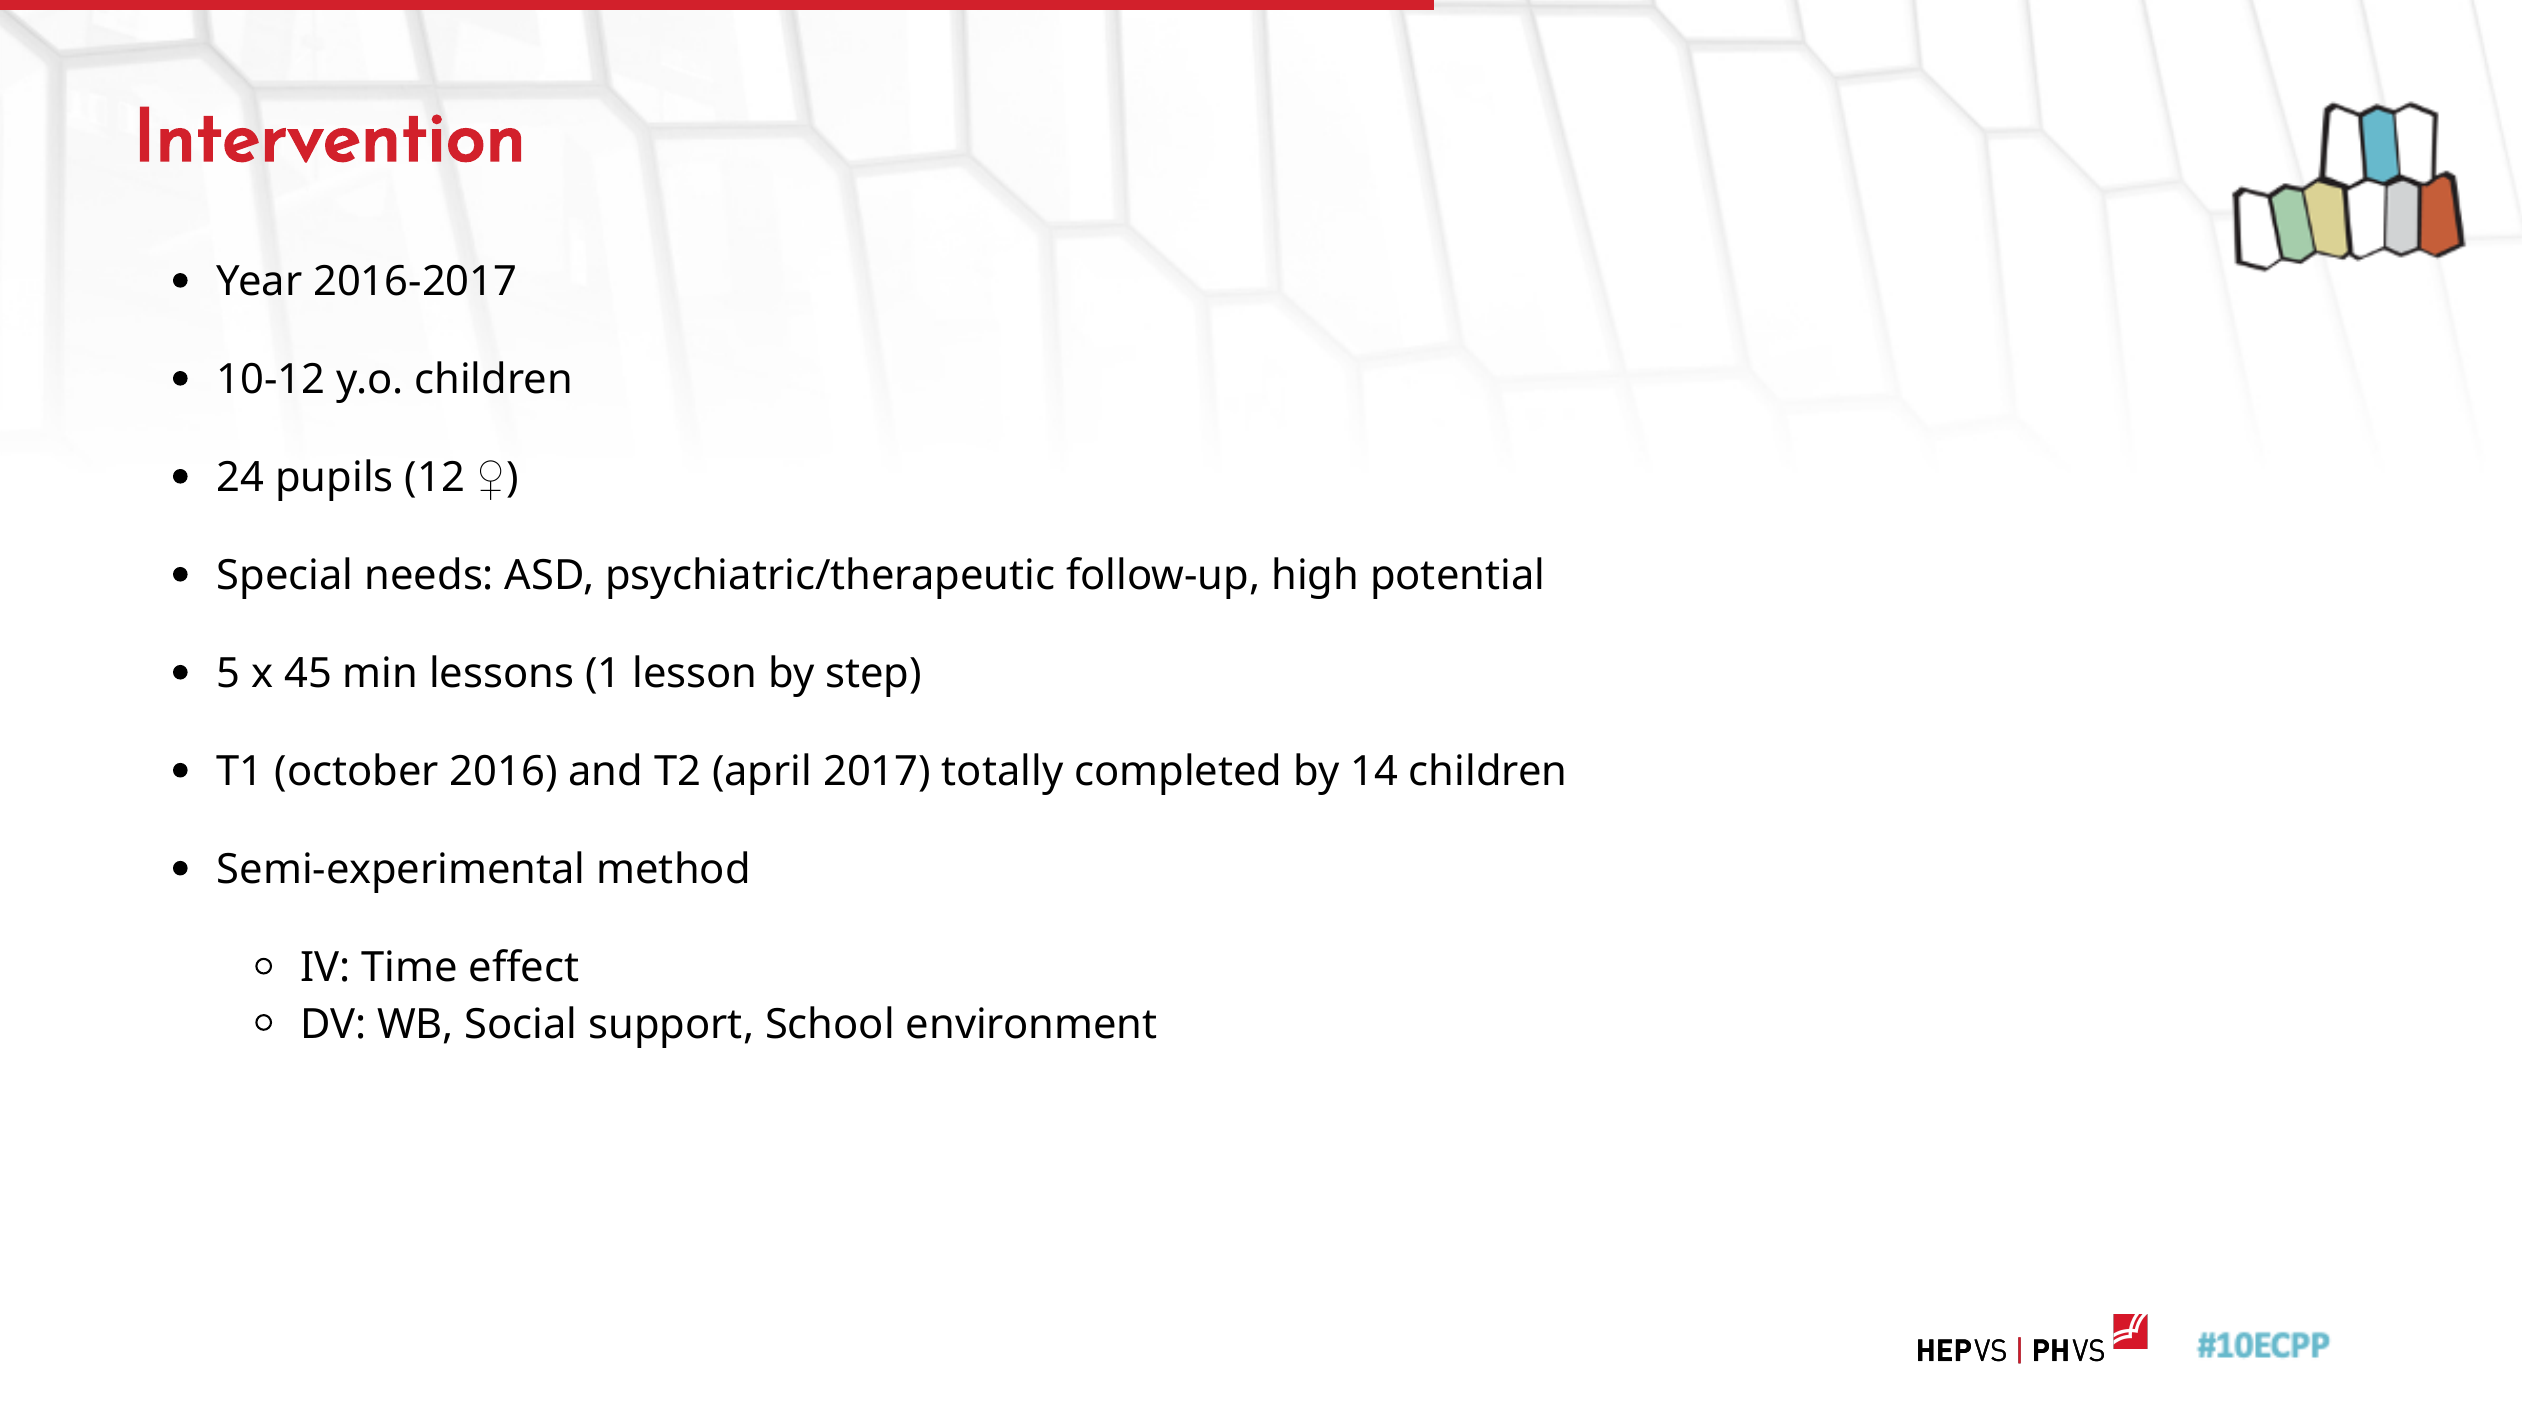 Intervention
• Year 2016-2017
• 10-12 y.o. children
• 24 pupils (12 ♀)
• Special needs: ASD, psychiatric/therapeutic follow-up, high potential
• 5 x 45 min lessons (1 lesson by step)
• T1 (october 2016) and T2 (april 2017) totally completed by 14 children
• Semi-experimental method
○ IV: Time effect
○ DV: WB, Social support, School environment
HEPVS | PHVS
#10ECPP